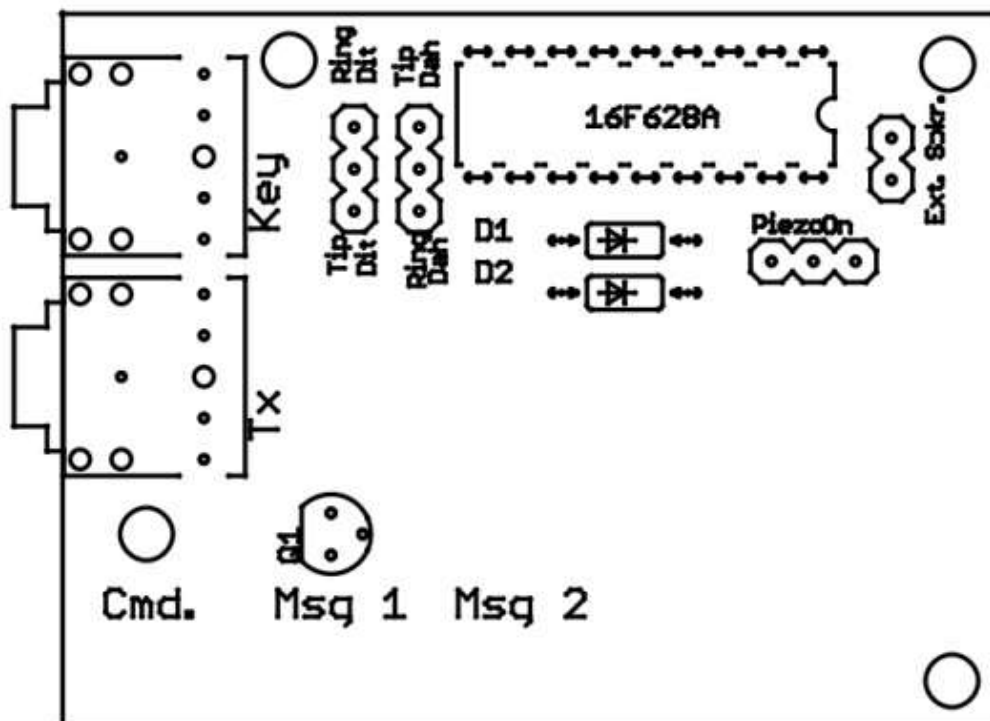 Ring
Dit
Tip
Dah
16F628A
Ext. Spkr.
Key
Tip
Dit
Ring
Dah
D1
PiezoOn
D2
Tx
Q1
Cmd.
Msg 1
Msg 2